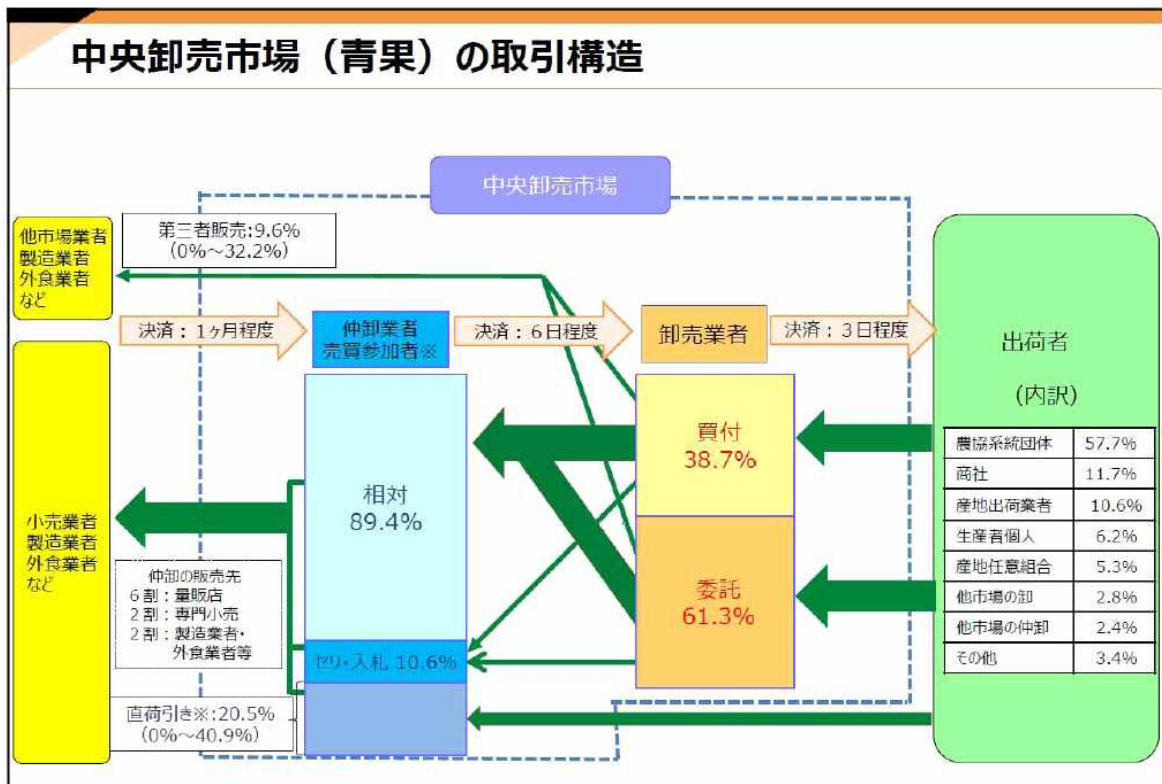 中央卸売市場（青果）の取引構造
中央卸売市場
他市場業者
製造業者
外食業者
など
第三者販売:9.6%
(0%～32.2%)
決済：1ヶ月程度
仲卸業者
売買参加者※
決済：6日程度
卸売業者
決済：3日程度
出荷者
(内訳)
農協系統団体 57.7%
商社 11.7%
産地出荷業者 10.6%
生産者個人 6.2%
産地任意組合 5.3%
他市場の卸 2.8%
他市場の仲卸 2.4%
その他 3.4%
買付
38.7%
委託
61.3%
相対
89.4%
セリ・入札 10.6%
小売業者
製造業者
外食業者
など
仲卸の販売先
6割：量販店
2割：専門小売
2割：製造業者・
外食業者等
直荷引き※:20.5%
(0%～40.9%)